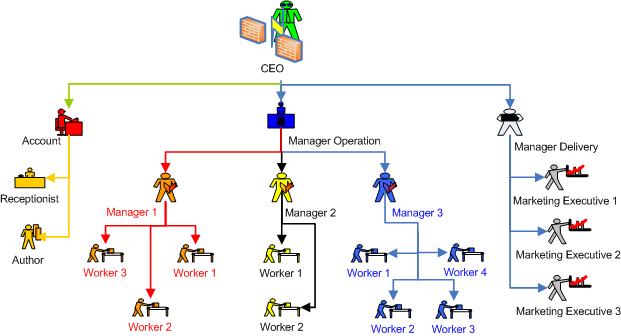 CEO
Account
Manager Operation
Manager Delivery
Receptionist
Marketing Executive 1
Manager 1
Manager 2
Manager 3
Author
Marketing Executive 2
Worker 3
Worker 1
Worker 1
Worker 1
Worker 4
Worker 2
Worker 2
Worker 2
Worker 3
Marketing Executive 3